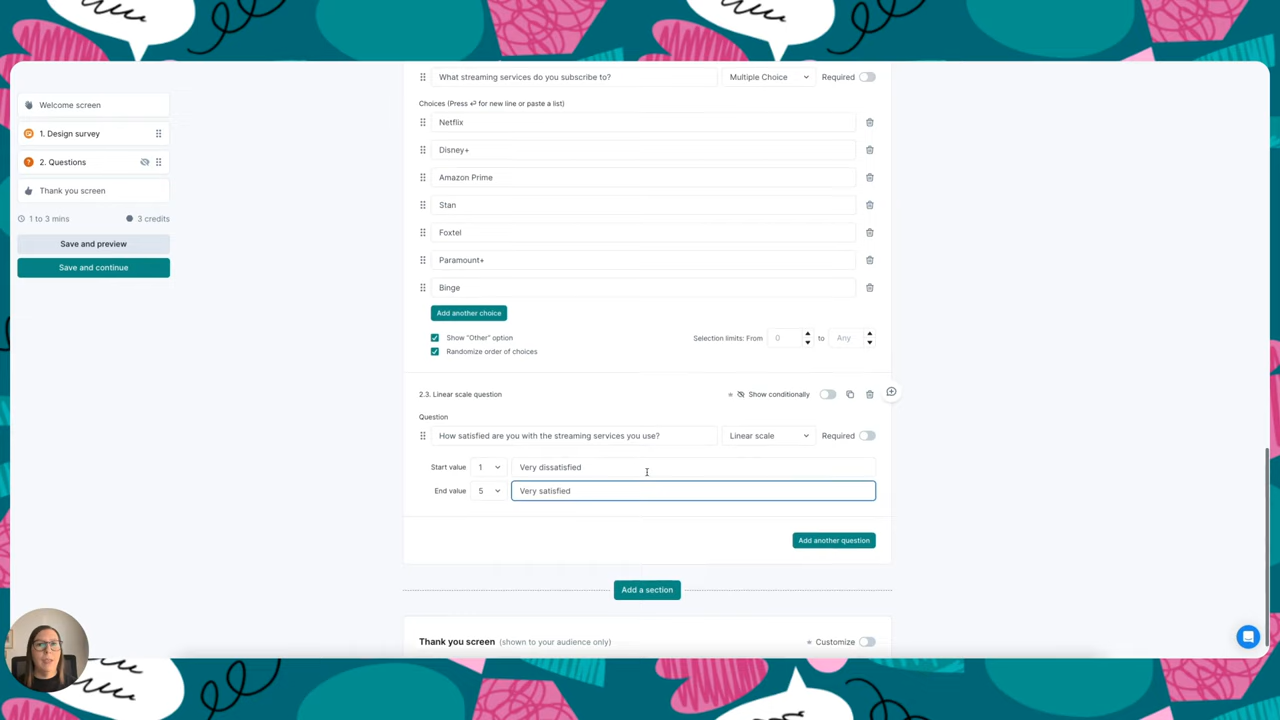 Welcome screen
1. Design survey
2. Questions
Thank you screen
1 to 3 mins
3 credits
Save and preview
Save and continue
What streaming services do you subscribe to?
Multiple Choice
Required
Choices (Press ⏎ for new line or paste a list)
Netflix
Disney+
Amazon Prime
Stan
Foxtel
Paramount+
Binge
Add another choice
Show "Other" option
Selection limits: From 0 to Any
Randomize order of choices
2.3. Linear scale question
Show conditionally
Question
How satisfied are you with the streaming services you use?
Linear scale
Required
Start value 1 Very dissatisfied
End value 5 Very satisfied
Add another question
Add a section
Thank you screen (shown to your audience only)
Customize